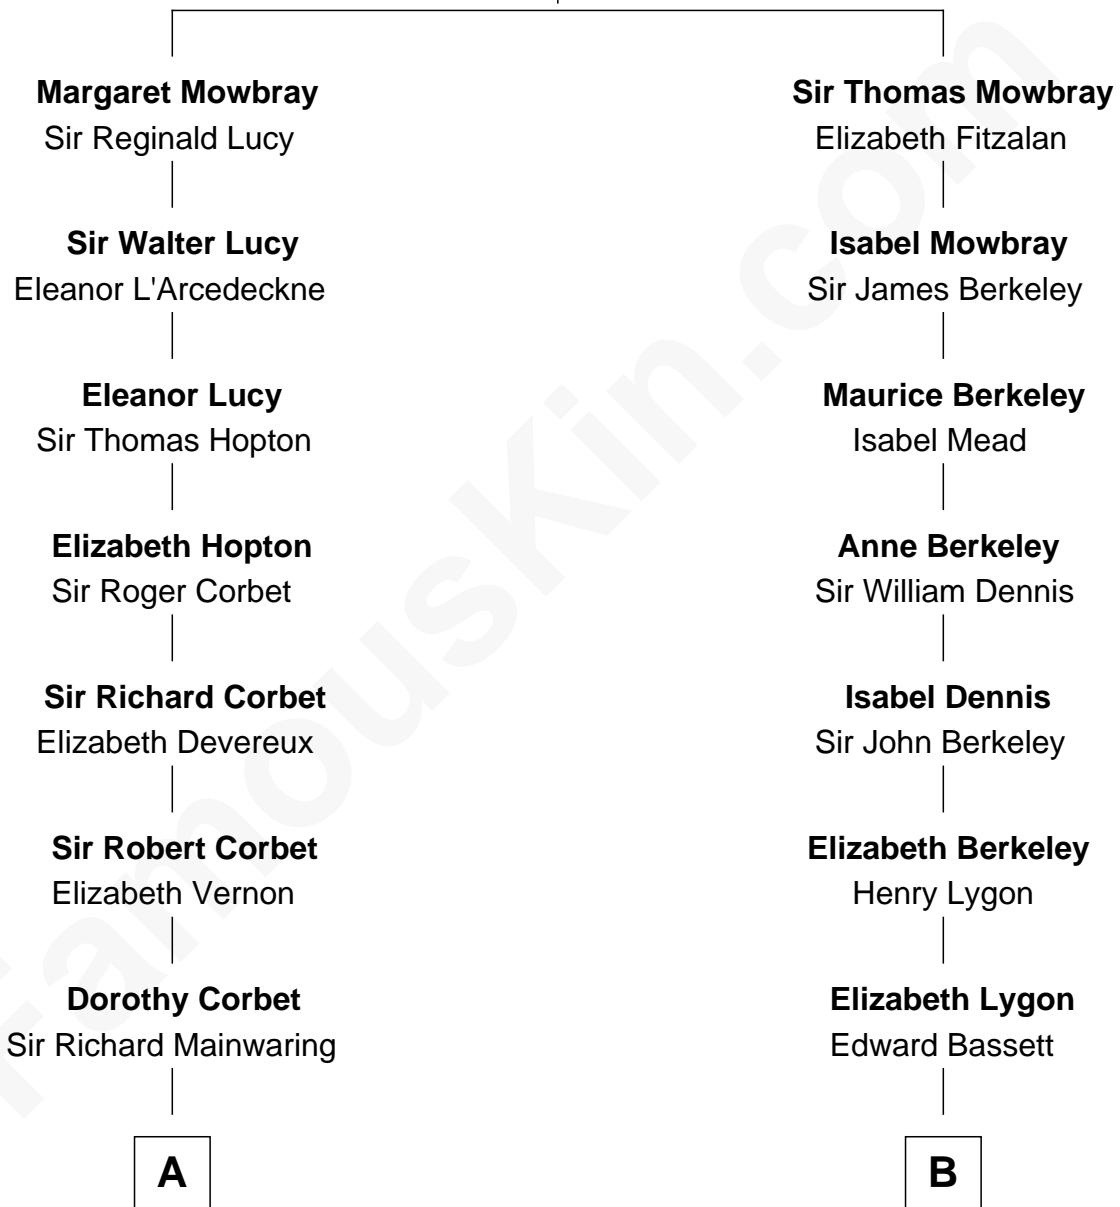 Margaret Mowbray
Sir Reginald Lucy
Sir Walter Lucy
Eleanor L'Arcedeckne
Eleanor Lucy
Sir Thomas Hopton
Elizabeth Hopton
Sir Roger Corbet
Sir Richard Corbet
Elizabeth Devereux
Sir Robert Corbet
Elizabeth Vernon
Dorothy Corbet
Sir Richard Mainwaring
A
Sir Thomas Mowbray
Elizabeth Fitzalan
Isabel Mowbray
Sir James Berkeley
Maurice Berkeley
Isabel Mead
Anne Berkeley
Sir William Dennis
Isabel Dennis
Sir John Berkeley
Elizabeth Berkeley
Henry Lygon
Elizabeth Lygon
Edward Bassett
B
FamousKin.com